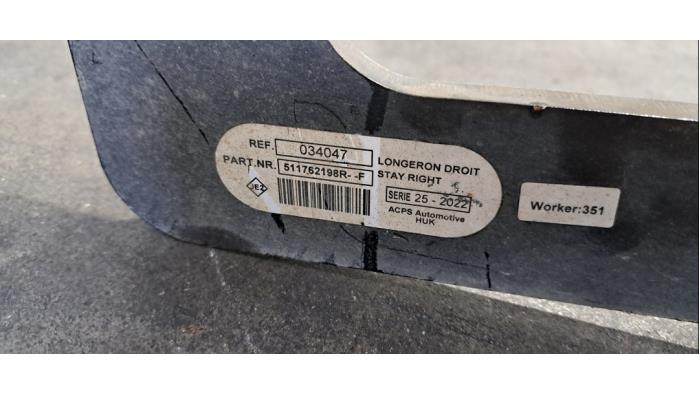 REF. 034047 LONGERON DROIT
PART.NR. 511762198R--F STAY RIGHT
SERIE 25 - 2022
ACPS Automotive
HUK
Worker:351